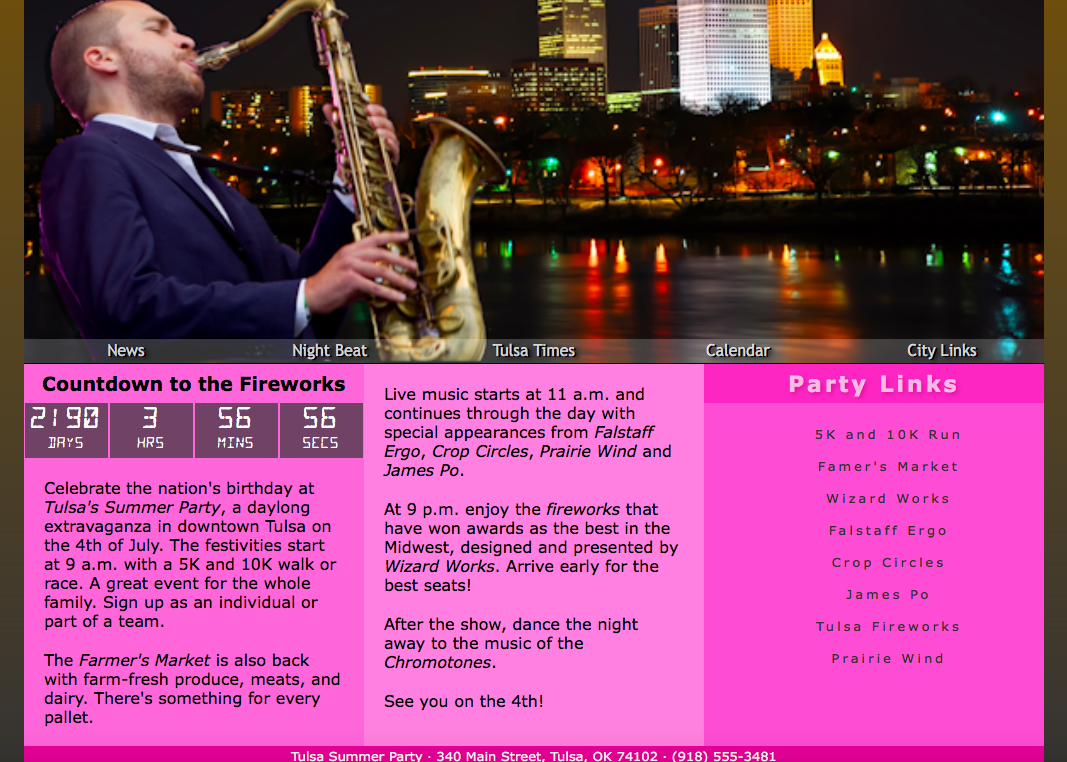 News
Night Beat
Tulsa Times
Calendar
City Links
Countdown to the Fireworks
2190
DAYS
3
HRS
56
MINS
56
SECS
Celebrate the nation's birthday at
Tulsa's Summer Party, a daylong
extravaganza in downtown Tulsa on
the 4th of July. The festivities start
at 9 a.m. with a 5K and 10K walk or
race. A great event for the whole
family. Sign up as an individual or
part of a team.
The Farmer's Market is also back
with farm-fresh produce, meats, and
dairy. There's something for every
pallet.
Live music starts at 11 a.m. and
continues through the day with
special appearances from Falstaff
Ergo, Crop Circles, Prairie Wind and
James Po.
At 9 p.m. enjoy the fireworks that
have won awards as the best in the
Midwest, designed and presented by
Wizard Works. Arrive early for the
best seats!
After the show, dance the night
away to the music of the
Chromotones.
See you on the 4th!
Party Links
5K and 10K Run
Famer's Market
Wizard Works
Falstaff Ergo
Crop Circles
James Po
Tulsa Fireworks
Prairie Wind
Tulsa Summer Party · 340 Main Street, Tulsa, OK 74102 · (918) 555-3481